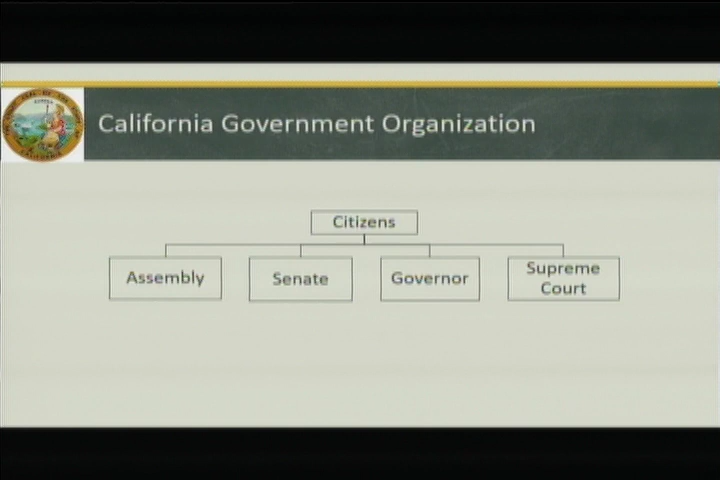 California Government Organization
Citizens
Assembly
Senate
Governor
Supreme
Court